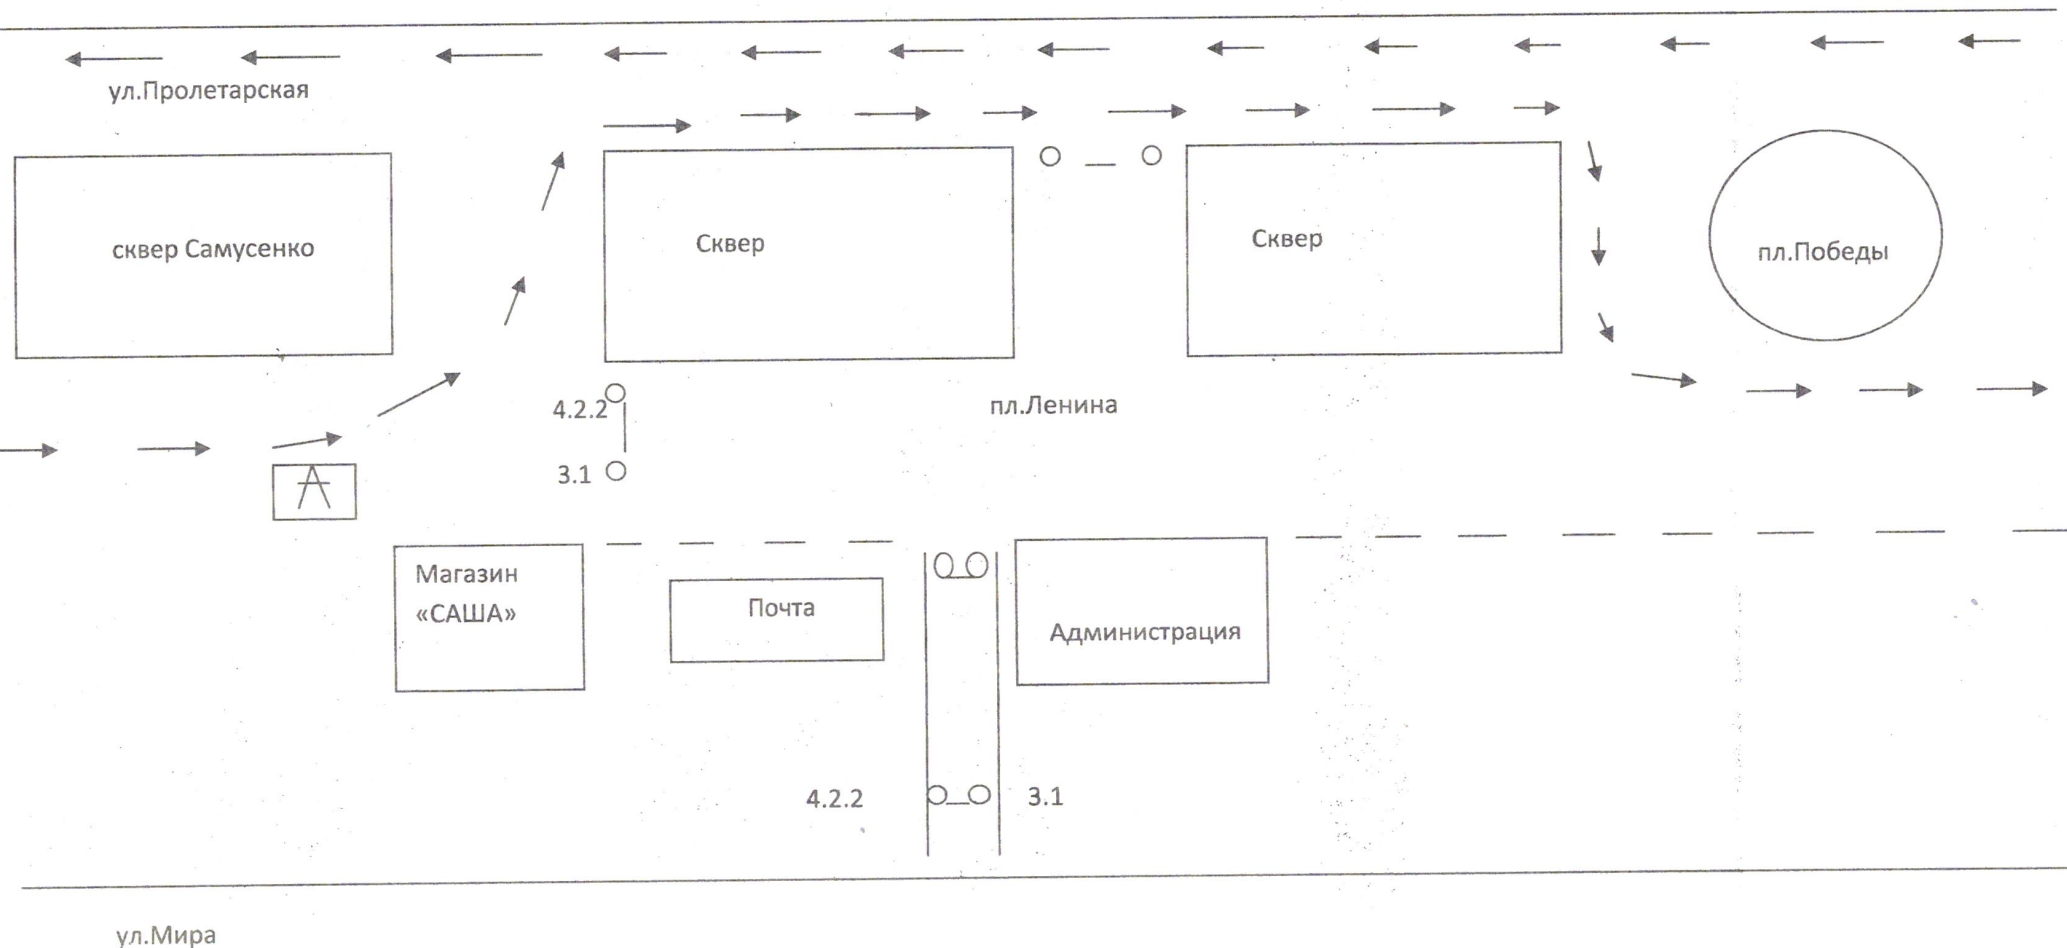 ул.Пролетарская
сквер Самусенко
Сквер
Сквер
пл.Победы
4.2.2
пл.Ленина
3.1
А
Магазин
«САША»
Почта
Администрация
4.2.2
3.1
ул.Мира